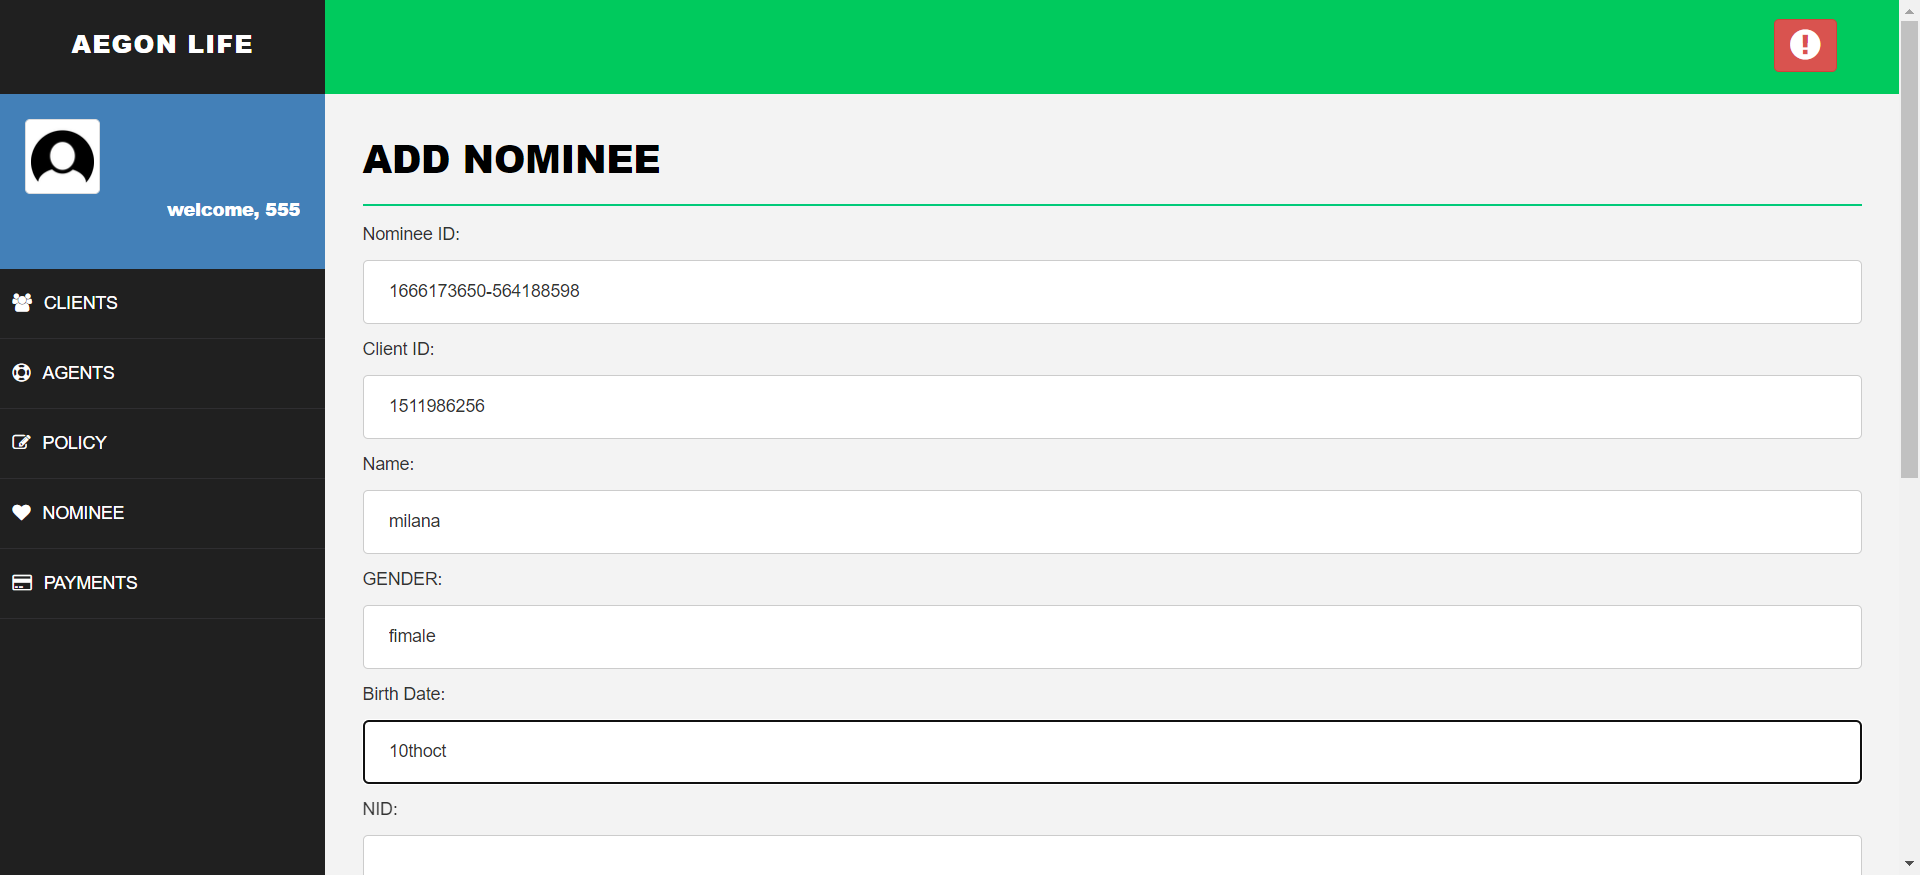 AEGON LIFE
welcome, 555
CLIENTS
AGENTS
POLICY
NOMINEE
PAYMENTS
ADD NOMINEE
Nominee ID:
1666173650-564188598
Client ID:
1511986256
Name:
milana
GENDER:
fimale
Birth Date:
10thoct
NID: